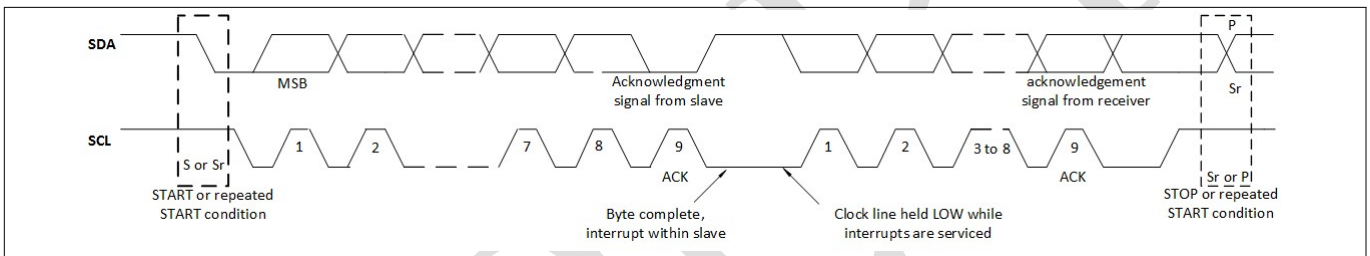 P
SDA
MSB
Acknowledgment
signal from slave
acknowledgement
signal from receiver
Sr
SCL
1
2
7
8
9
1
2
3 to 8
9
S or Sr
ACK
ACK
Sr or P
START or repeated
START condition
STOP or repeated
START condition
Byte complete,
interrupt within slave
Clock line held LOW while
interrupts are serviced